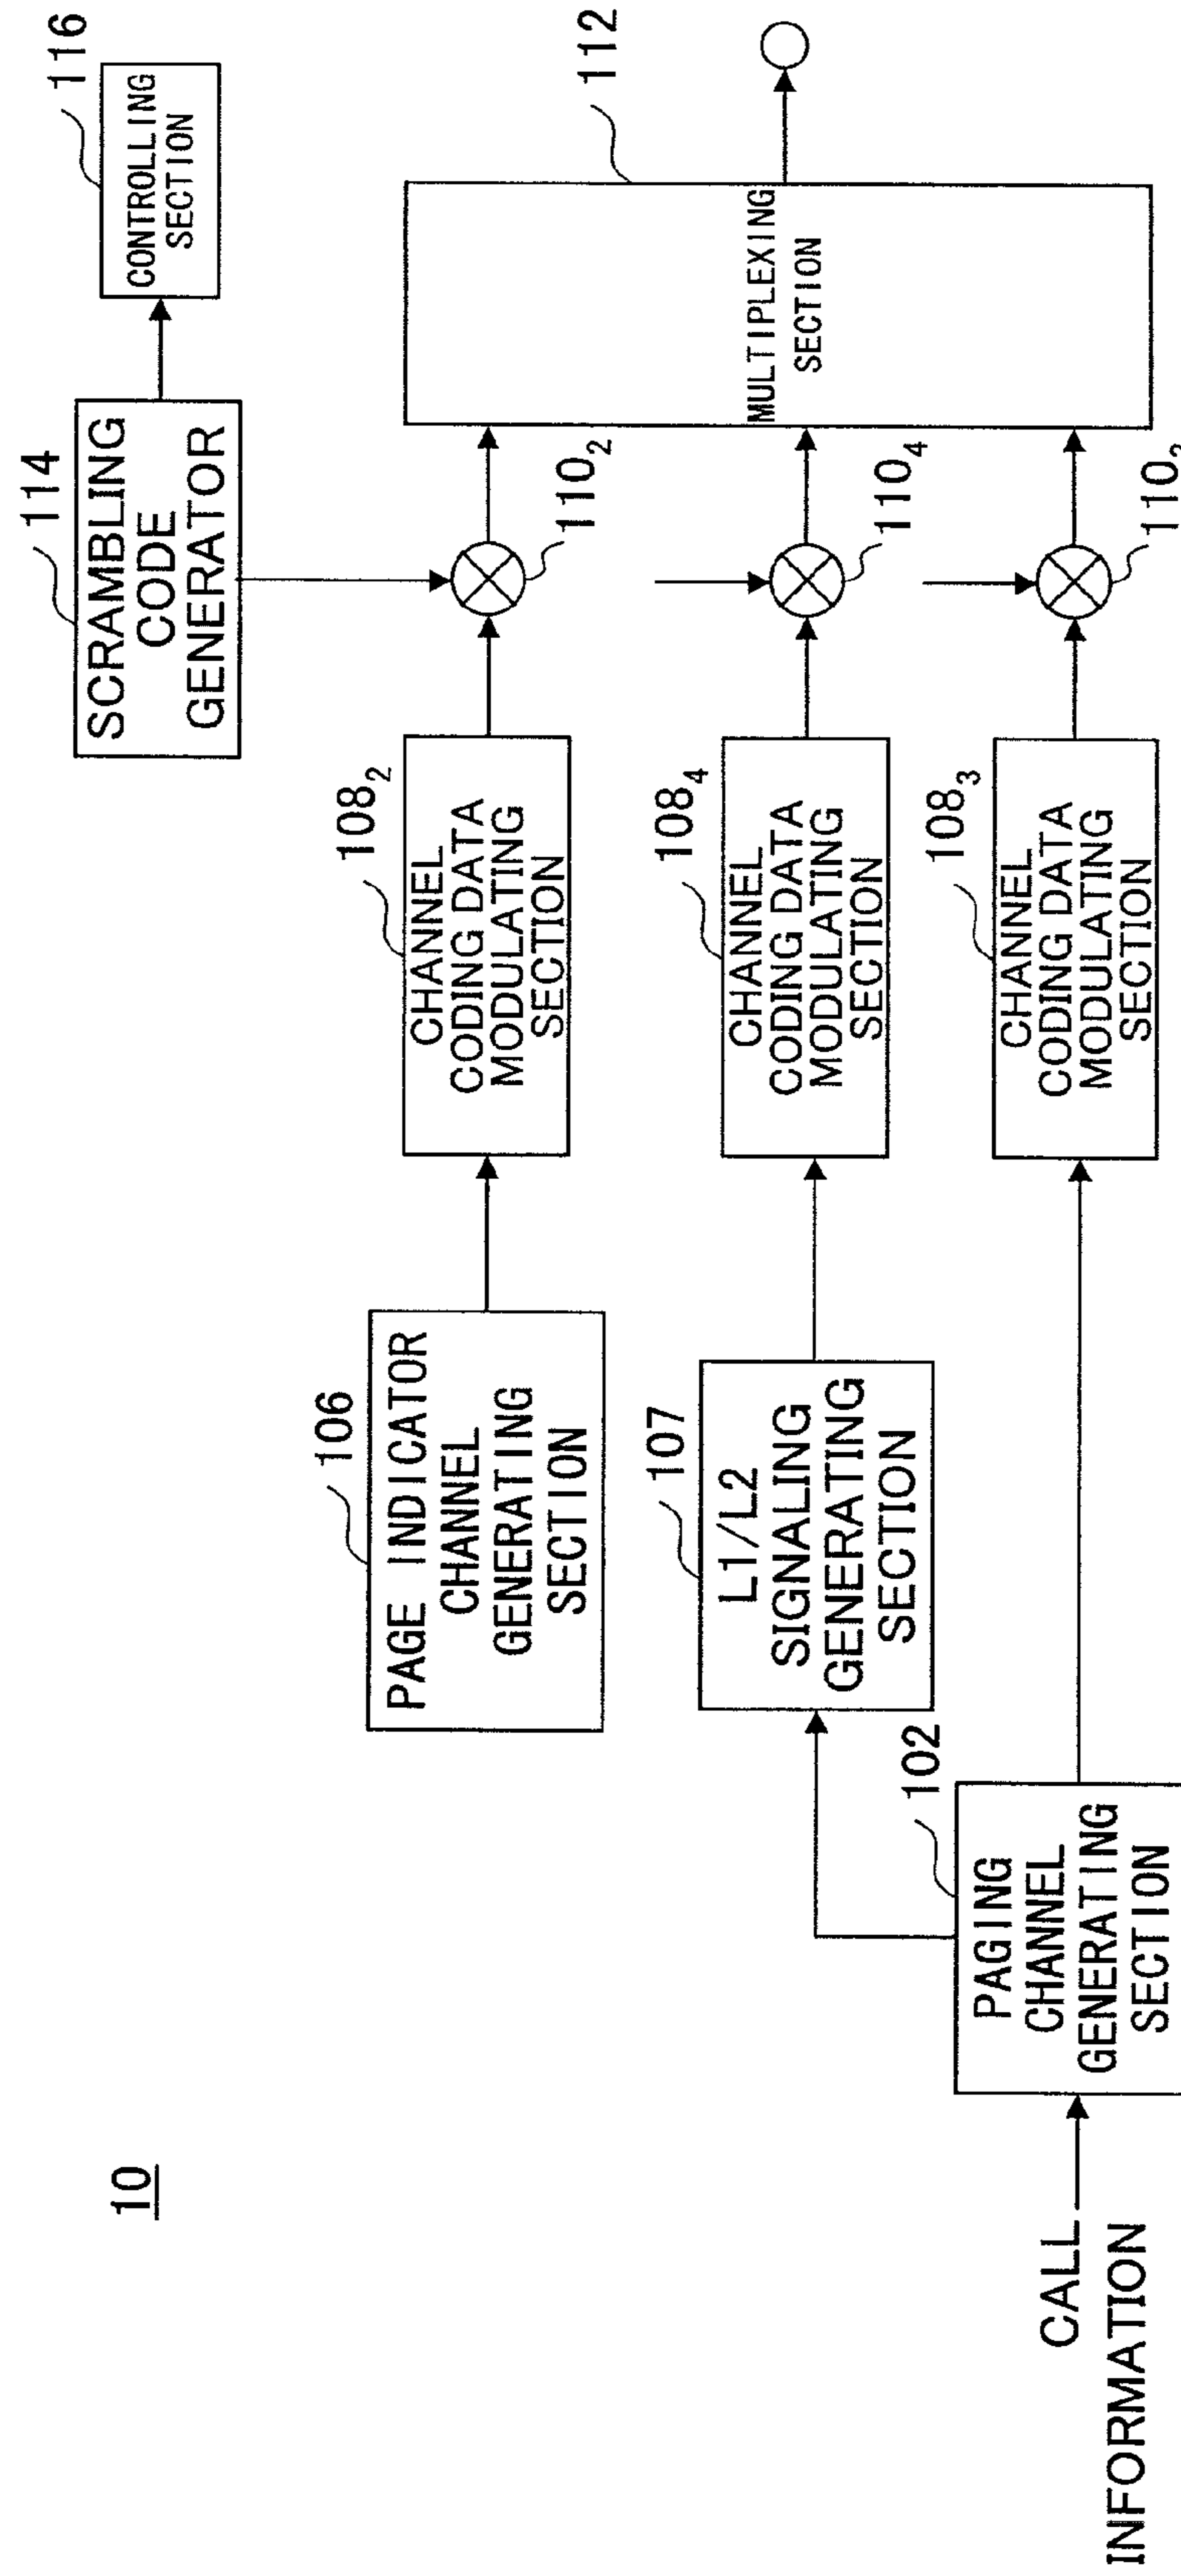 10
114
SCRAMBLING
CODE
GENERATOR
116
CONTROLLING
SECTION
106
PAGE INDICATOR
CHANNEL
GENERATING
SECTION
108₂
CHANNEL
CODING DATA
MODULATING
SECTION
110₂
112
MULTIPLEXING
SECTION
107
L1/L2
SIGNALING
GENERATING
SECTION
108₄
CHANNEL
CODING DATA
MODULATING
SECTION
110₄
CALL
INFORMATION
102
PAGING
CHANNEL
GENERATING
SECTION
108₃
CHANNEL
CODING DATA
MODULATING
SECTION
110